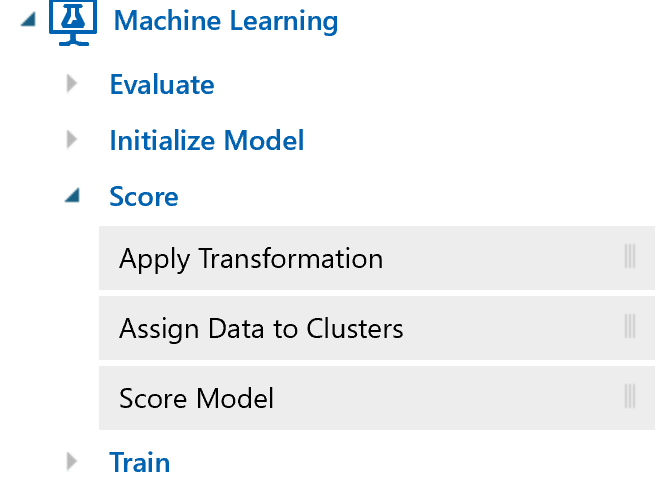 Machine Learning
Evaluate
Initialize Model
Score
Apply Transformation
Assign Data to Clusters
Score Model
Train